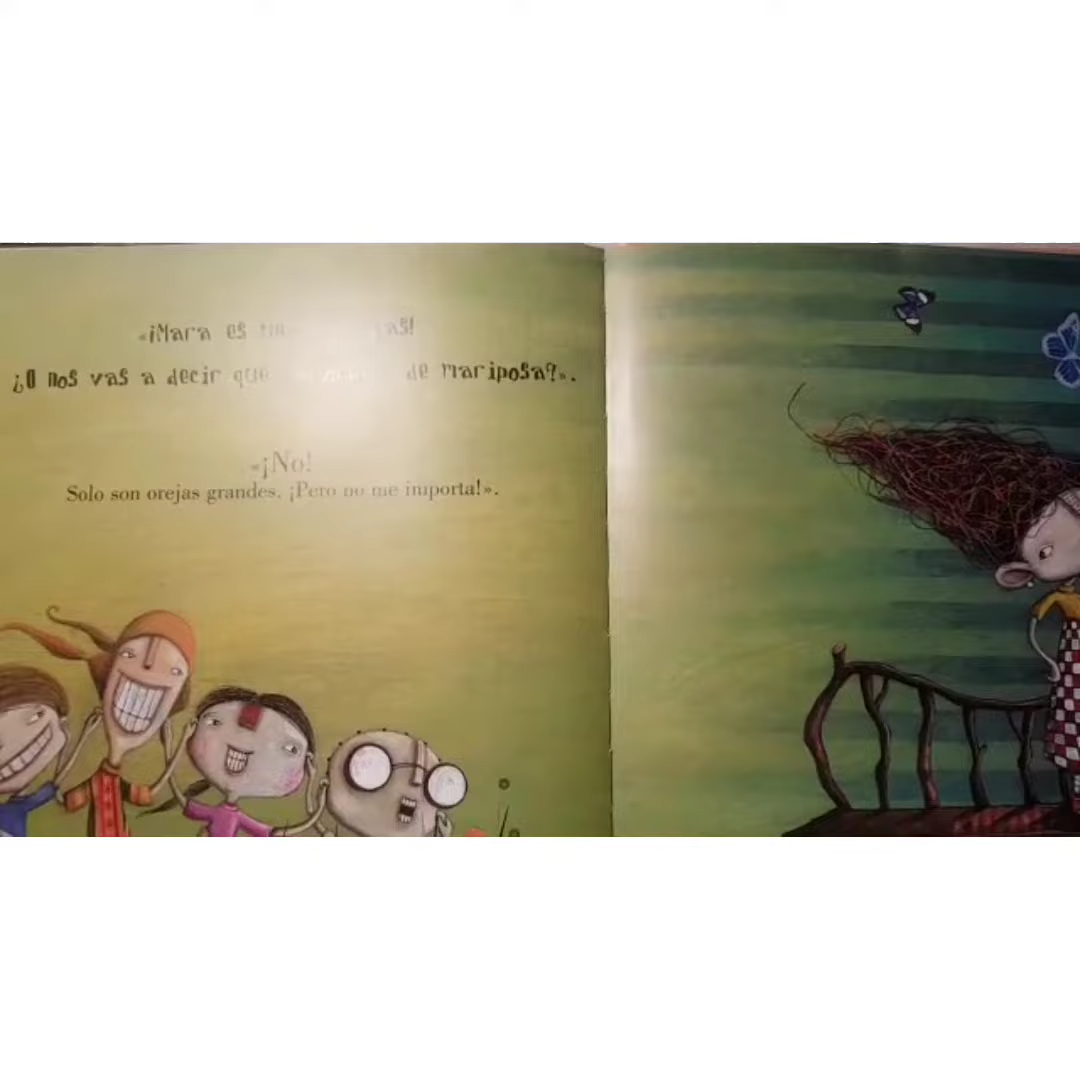 «¡Mara es
¿O nos vas a decir que de mariposa?».
«¡No!
Solo son orejas grandes. ¡Pero no me importa!».